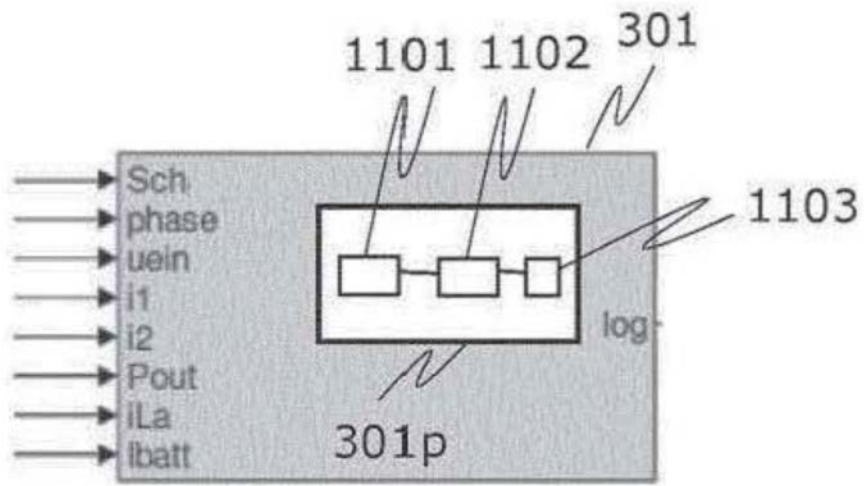 301
1101 1102
1103
Sch
phase
uein
i1
i2
Pout
iLa
Ibatt
log
301p